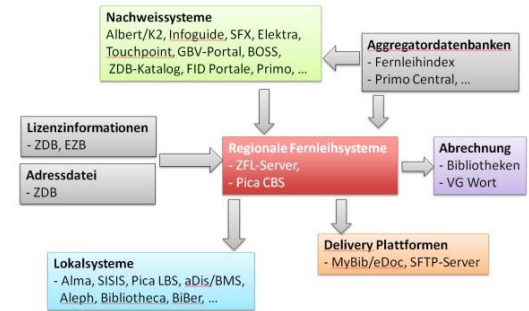 Nachweissysteme
Albert/K2, Infoguide, SFX, Elektra,
Touchpoint, GBV-Portal, BOSS,
ZDB-Katalog, FID Portale, Primo, ...
Aggregatordatenbanken
- Fernleihindex
- Primo Central, ...
Lizenzinformationen
- ZDB, EZB
Adressdatei
- ZDB
Regionale Fernleihsysteme
- ZFL-Server,
- Pica CBS
Abrechnung
- Bibliotheken
- VG Wort
Lokalsysteme
- Alma, SISIS, Pica LBS, aDis/BMS,
Aleph, Bibliotheca, BiBer, ...
Delivery Plattformen
- MyBib/eDoc, SFTP-Server